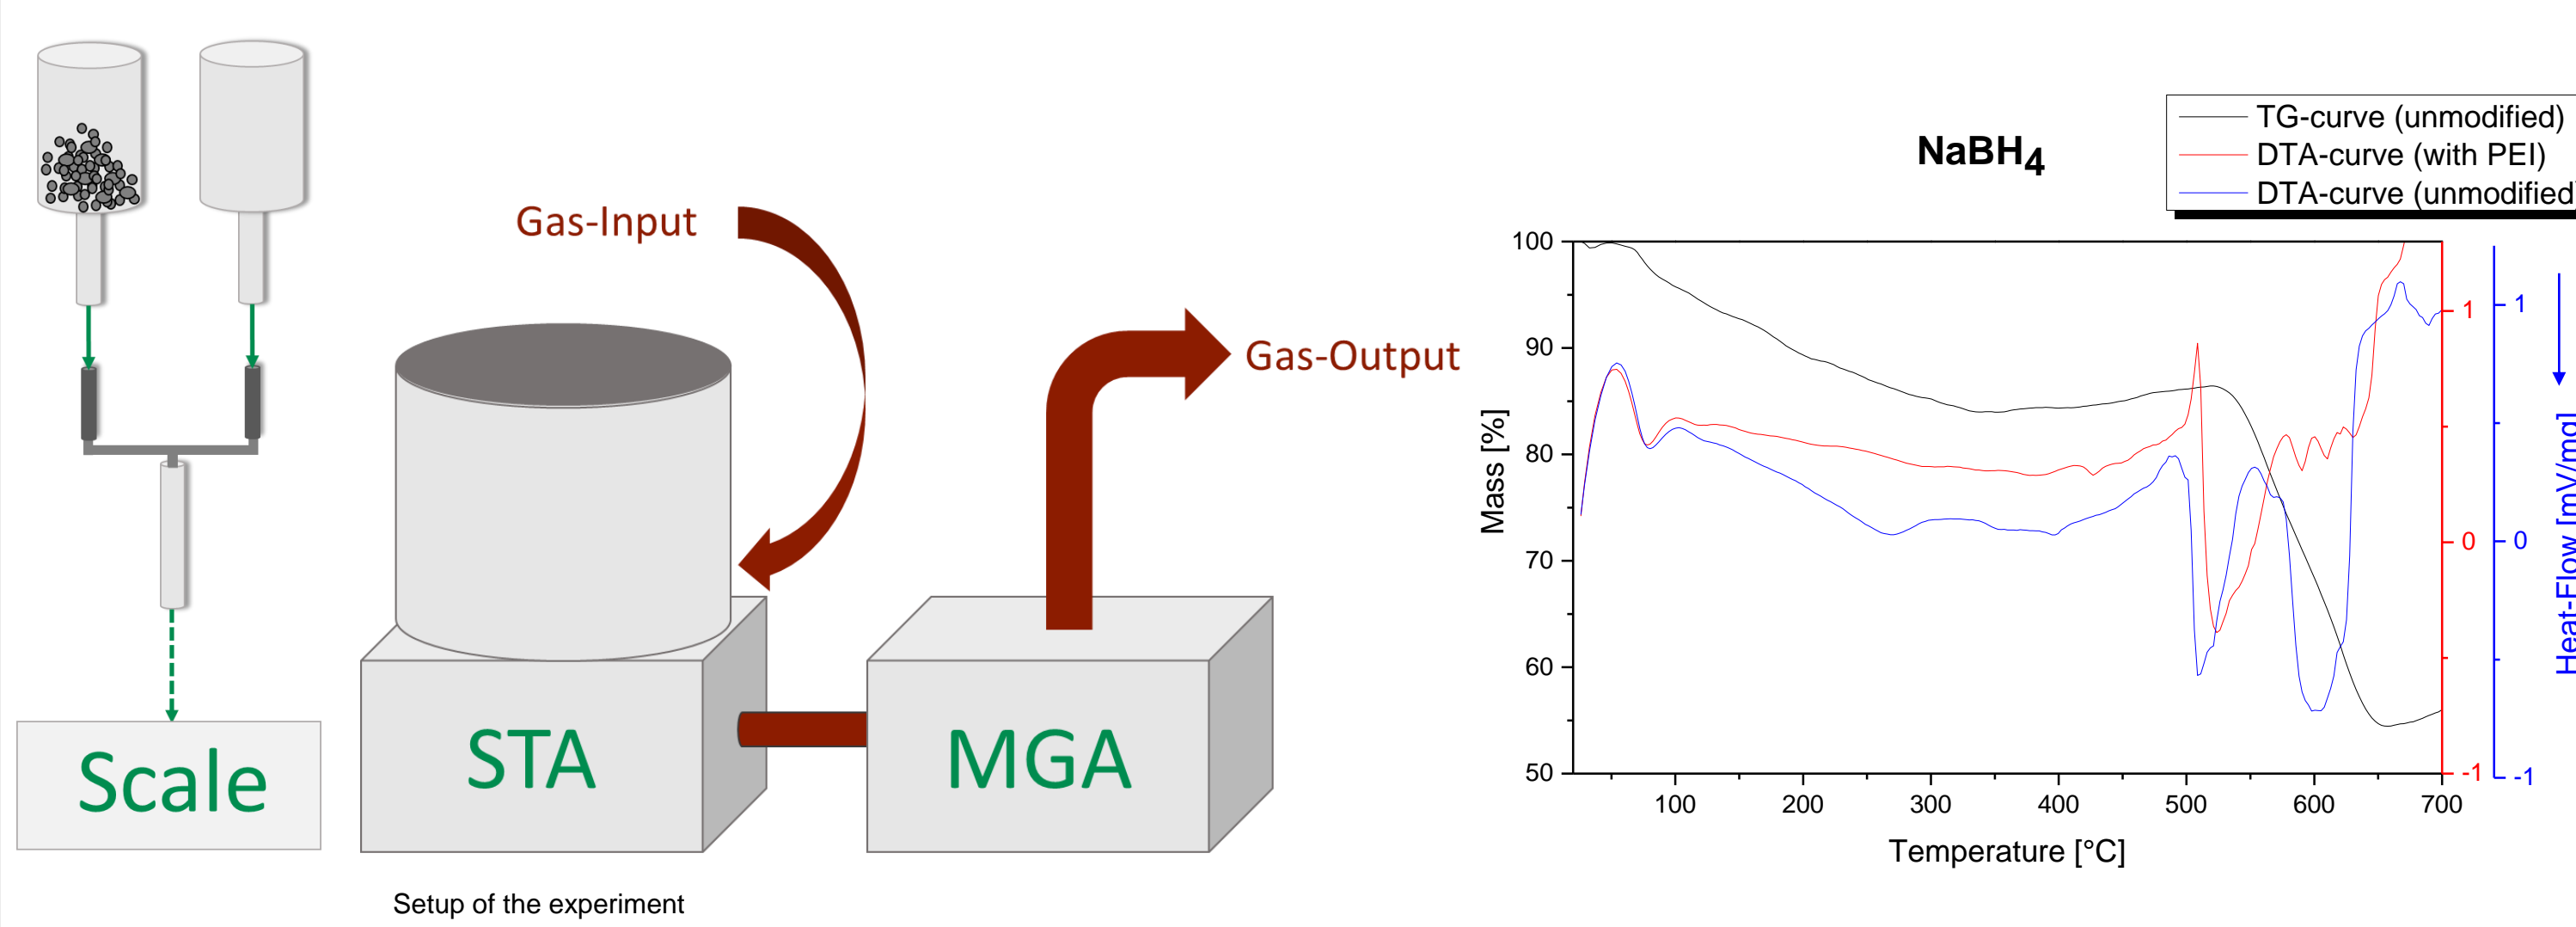 Scale
Gas-Input
STA
MGA
Gas-Output
Setup of the experiment
NaBH4
TG-curve (unmodified)
DTA-curve (with PEI)
DTA-curve (unmodified
Mass [%]
100
90
80
70
60
50
100 200 300 400 500 600 700
Temperature [°C]
1
0
-1
1
0
-1
Heat-Flow [mV/mg]